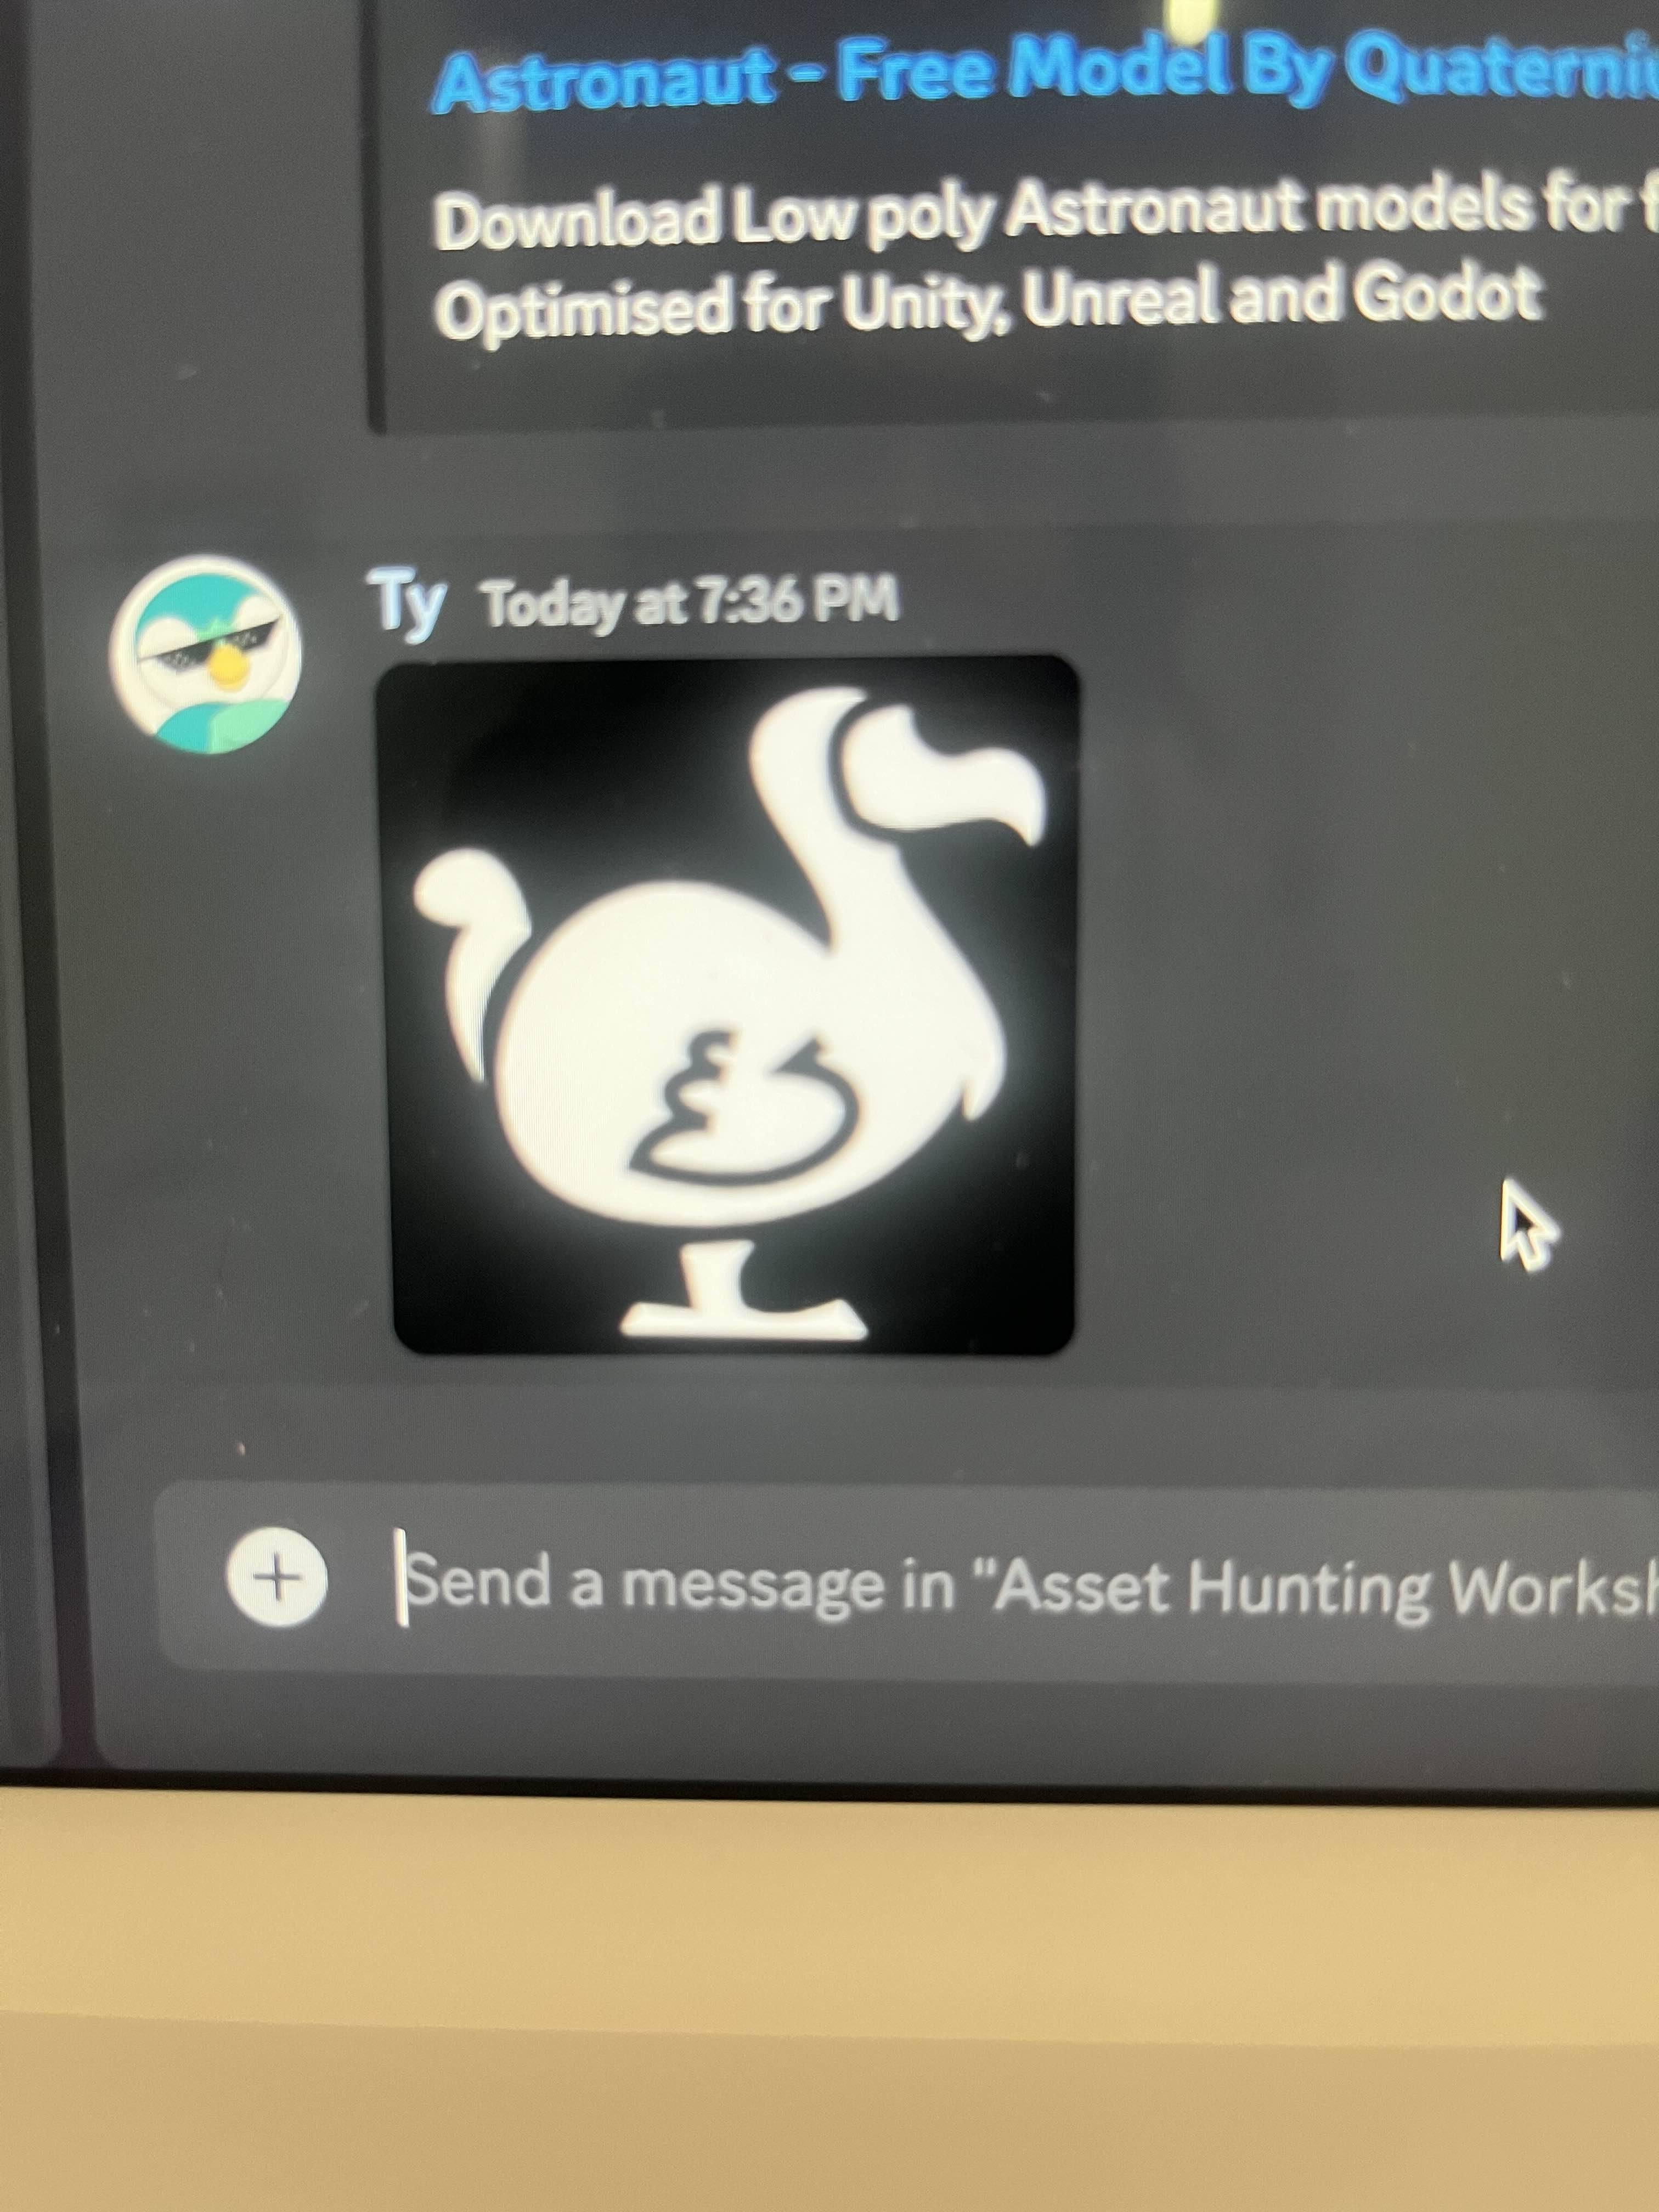 Astronaut - Free Model By
Download Low poly Astronaut models for
Optimised for Unity, Unreal and Godot
Ty Today at 7:36 PM
Send a message in "Asset Hunting